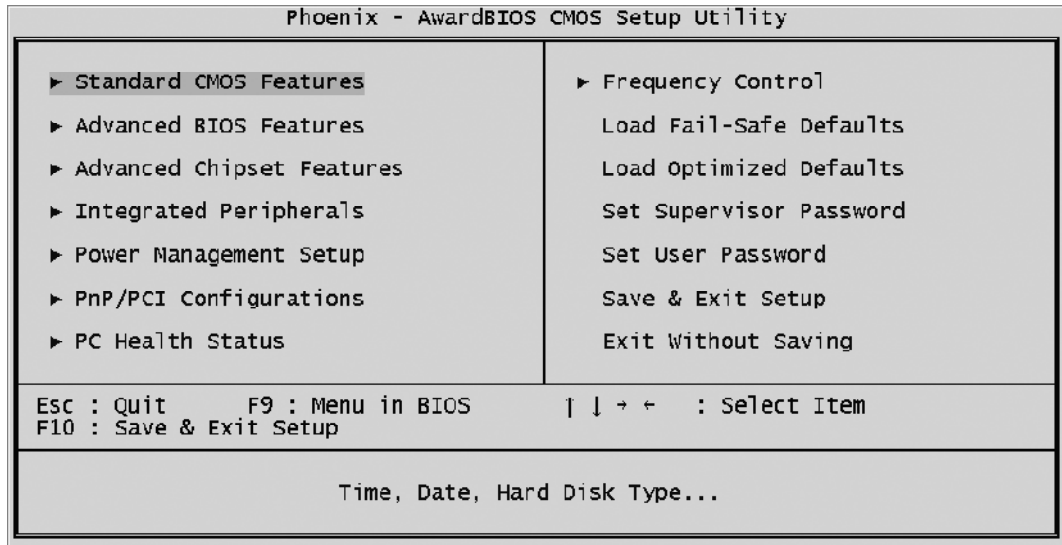 Phoenix - AwardBIOS CMOS Setup Utility
▶ Standard CMOS Features
▶ Advanced BIOS Features
▶ Advanced Chipset Features
▶ Integrated Peripherals
▶ Power Management Setup
▶ PnP/PCI Configurations
▶ PC Health Status
▶ Frequency Control
Load Fail-Safe Defaults
Load Optimized Defaults
Set Supervisor Password
Set User Password
Save & Exit Setup
Exit Without Saving
Esc : Quit F9 : Menu in BIOS ↑ ↓ → ← : Select Item
F10 : Save & Exit Setup
Time, Date, Hard Disk Type...